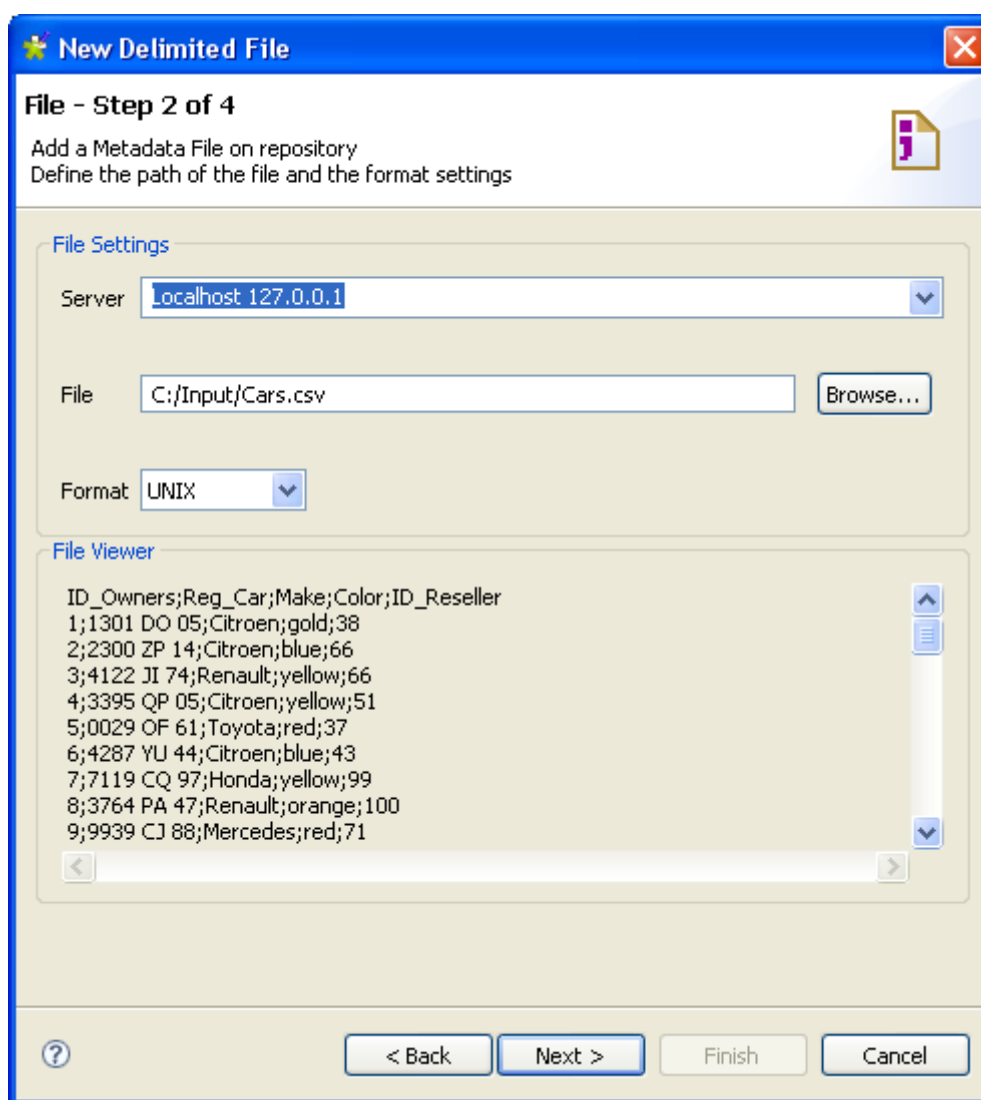 New Delimited File
File - Step 2 of 4
Add a Metadata File on repository
Define the path of the file and the format settings
File Settings
Server Localhost 127.0.0.1
File C:/Input/Cars.csv Browse...
Format UNIX
File Viewer
ID_Owners;Reg_Car;Make;Color;ID_Reseller
1;1301 DO 05;Citroen;gold;38
2;2300 ZP 14;Citroen;blue;66
3;4122 JI 74;Renault;yellow;66
4;3395 QP 05;Citroen;yellow;51
5;0029 OF 61;Toyota;red;37
6;4287 YU 44;Citroen;blue;43
7;7119 CQ 97;Honda;yellow;99
8;3764 PA 47;Renault;orange;100
9;9939 CJ 88;Mercedes;red;71
? < Back Next > Finish Cancel